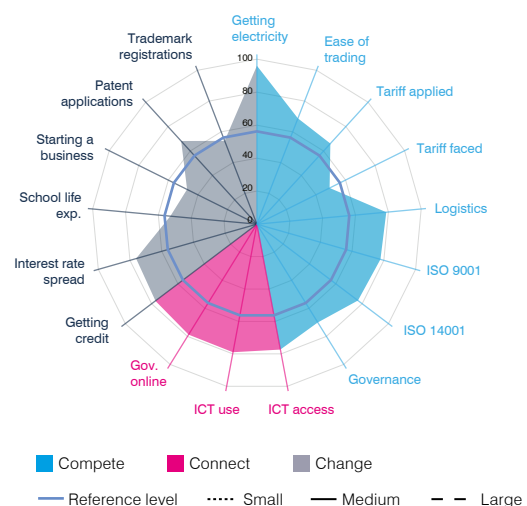 Getting
electricity
Ease of
trading
Tariff applied
Tariff faced
Logistics
ISO 9001
ISO 14001
Governance
ICT access
ICT use
Gov.
online
Getting
credit
Interest rate
spread
School life
exp.
Starting a
business
Patent
applications
Trademark
registrations
100
80
60
40
20
0
Compete
Connect
Change
Reference level
Small
Medium
Large